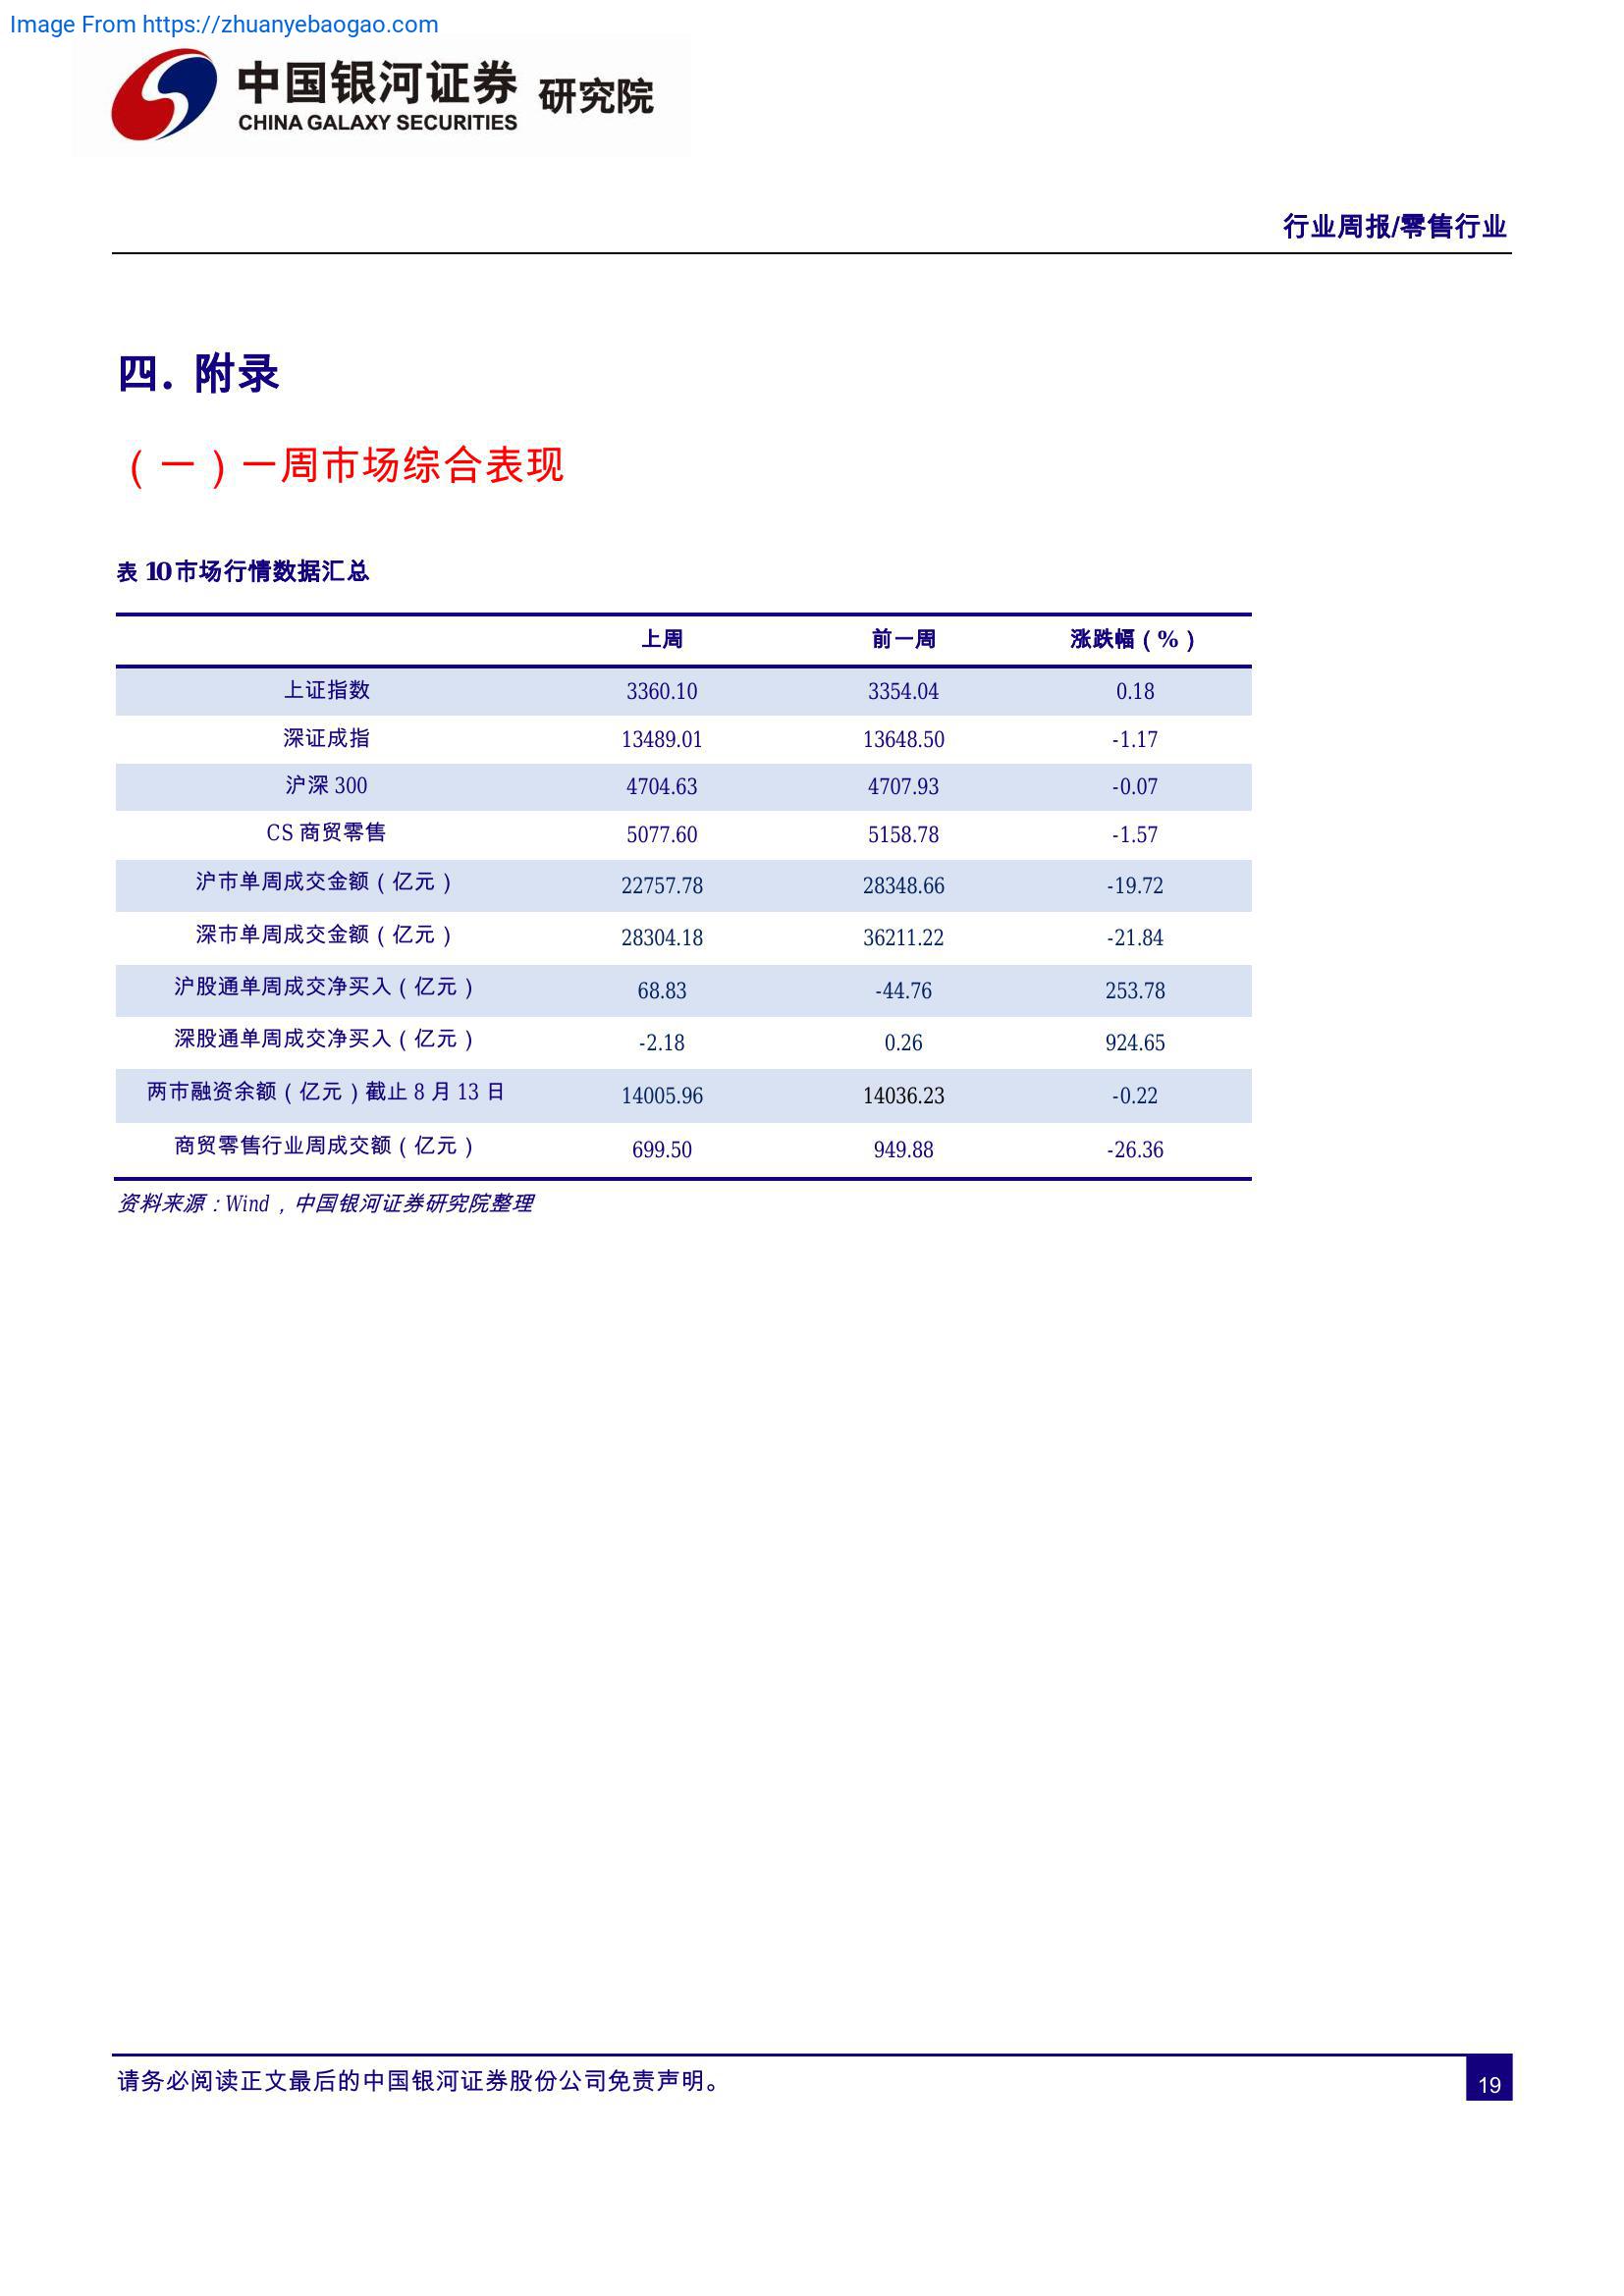 Image From https://zhuanyebaogao.com
中国银河证券 研究院
CHINA GALAXY SECURITIES
行业周报/零售行业
四. 附录
（一）一周市场综合表现
表 10 市场行情数据汇总
上周 前一周 涨跌幅（%）
上证指数 3360.10 3354.04 0.18
深证成指 13489.01 13648.50 -1.17
沪深 300 4704.63 4707.93 -0.07
CS 商贸零售 5077.60 5158.78 -1.57
沪市单周成交金额（亿元） 22757.78 28348.66 -19.72
深市单周成交金额（亿元） 28304.18 36211.22 -21.84
沪股通单周成交净买入（亿元） 68.83 -44.76 253.78
深股通单周成交净买入（亿元） -2.18 0.26 924.65
两市融资余额（亿元）截止 8 月 13 日 14005.96 14036.23 -0.22
商贸零售行业周成交额（亿元） 699.50 949.88 -26.36
资料来源：Wind，中国银河证券研究院整理
请务必阅读正文最后的中国银河证券股份公司免责声明。
19